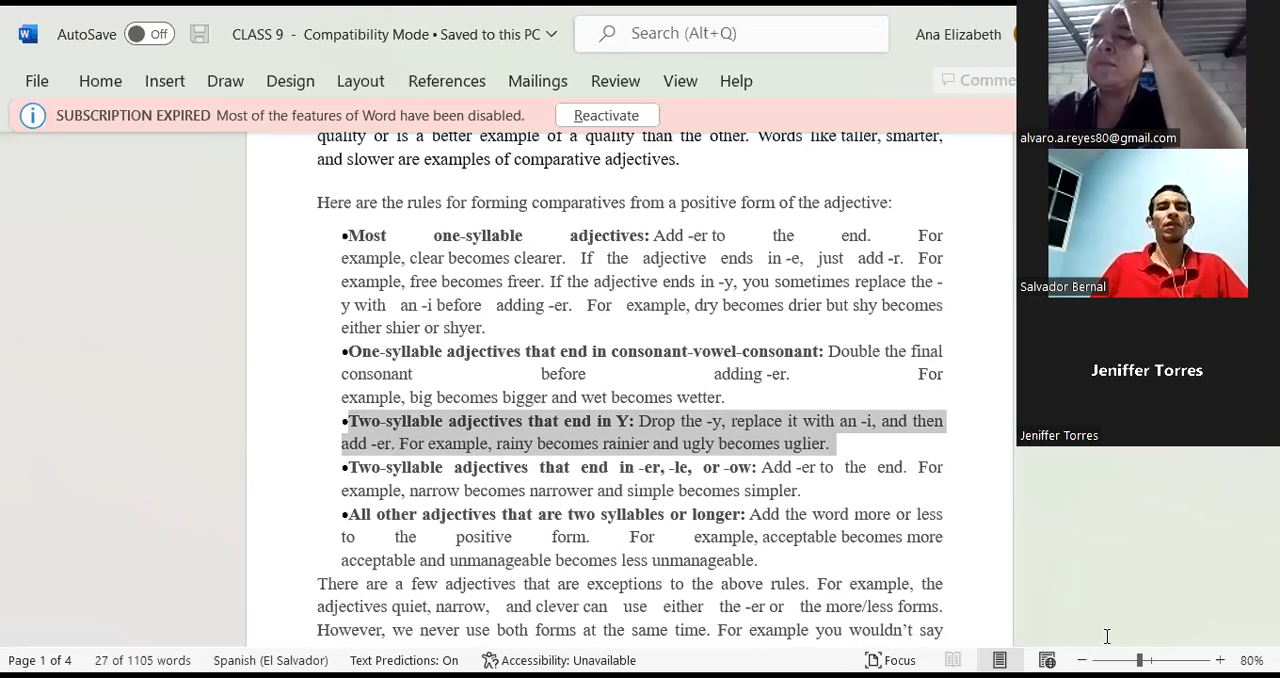 AutoSave Off CLASS 9 - Compatibility Mode • Saved to this PC Search (Alt+Q) Ana Elizabeth
File Home Insert Draw Design Layout References Mailings Review View Help Comme
SUBSCRIPTION EXPIRED Most of the features of Word have been disabled. Reactivate
quality or is a better example of a quality than the other. Words like taller, smarter,
and slower are examples of comparative adjectives.
Here are the rules for forming comparatives from a positive form of the adjective:
•Most one-syllable adjectives: Add -er to the end. For
example, clear becomes clearer. If the adjective ends in -e, just add -r. For
example, free becomes freer. If the adjective ends in -y, you sometimes replace the -
y with an -i before adding -er. For example, dry becomes drier but shy becomes
either shier or shyer.
•One-syllable adjectives that end in consonant-vowel-consonant: Double the final
consonant before adding -er. For
example, big becomes bigger and wet becomes wetter.
•Two-syllable adjectives that end in Y: Drop the -y, replace it with an -i, and then
add -er. For example, rainy becomes rainier and ugly becomes uglier.
•Two-syllable adjectives that end in -er, -le, or -ow: Add -er to the end. For
example, narrow becomes narrower and simple becomes simpler.
•All other adjectives that are two syllables or longer: Add the word more or less
to the positive form. For example, acceptable becomes more
acceptable and unmanageable becomes less unmanageable.
There are a few adjectives that are exceptions to the above rules. For example, the
adjectives quiet, narrow, and clever can use either the -er or the more/less forms.
However, we never use both forms at the same time. For example you wouldn't say
Page 1 of 4 27 of 1105 words Spanish (El Salvador) Text Predictions: On Accessibility: Unavailable Focus 80%
alvaro.a.reyes80@gmail.com
Salvador Bernal
Jeniffer Torres
Jeniffer Torres